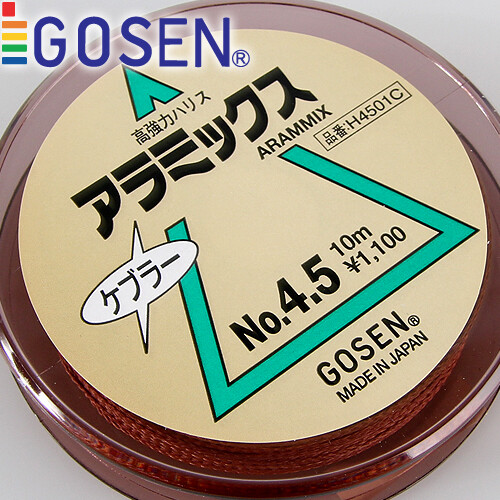 GOSEN®
高強力ハリス
アラミックス
ARAMMIX
品番:H4501C
ケブラー
No.4.5
10m
¥1,100
GOSEN®
MADE IN JAPAN